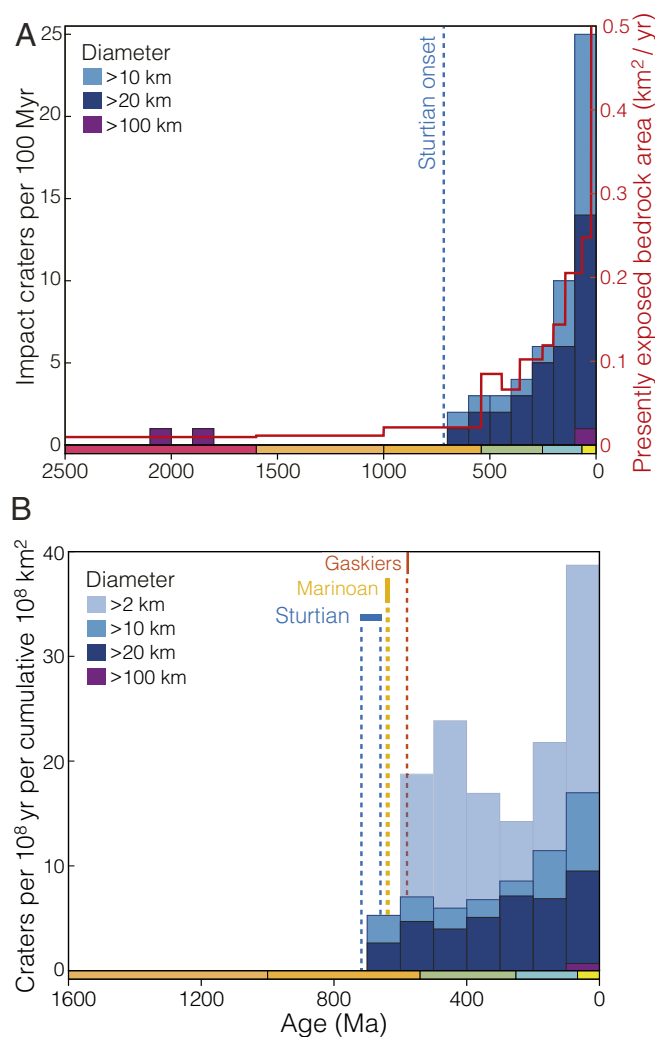 A
Diameter
>10 km
>20 km
>100 km
Sturtian onset
Impact craters per 100 Myr
25
20
15
10
5
0
Presently exposed bedrock area (km² / yr)
0.5
0.4
0.3
0.2
0.1
0
2500 2000 1500 1000 500 0
B
Diameter
>2 km
>10 km
>20 km
>100 km
Gaskiers
Marinoan
Sturtian
Craters per 10⁸ yr per cumulative 10⁸ km²
40
30
20
10
0
1600 1200 800 400 0
Age (Ma)